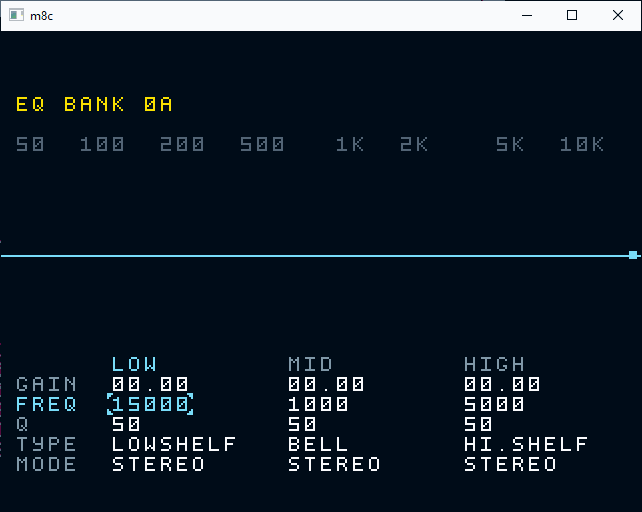 m8c
EQ BANK 0A
50 100 200 500 1K 2K 5K 10K
LOW MID HIGH
GAIN 00.00 00.00 00.00
FREQ 15000 1000 5000
Q 50 50 50
TYPE LOWSHELF BELL HI.SHELF
MODE STEREO STEREO STEREO